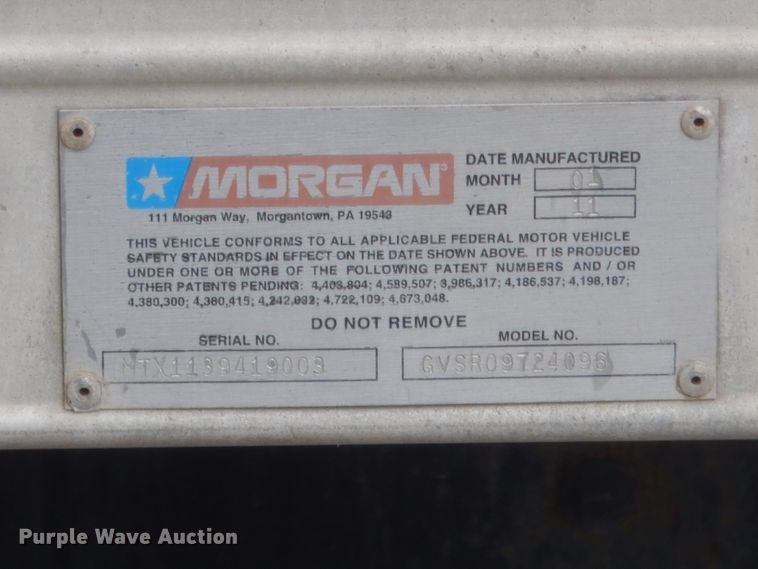 MORGAN®
111 Morgan Way, Morgantown, PA 19543
DATE MANUFACTURED
MONTH 01
YEAR 11
THIS VEHICLE CONFORMS TO ALL APPLICABLE FEDERAL MOTOR VEHICLE
SAFETY STANDARDS IN EFFECT ON THE DATE SHOWN ABOVE. IT IS PRODUCED
UNDER ONE OR MORE OF THE FOLLOWING PATENT NUMBERS AND / OR
OTHER PATENTS PENDING: 4,403,804; 4,589,507; 3,986,317; 4,186,537; 4,198,187;
4,380,300; 4,380,415; 4,242,032; 4,722,109; 4,673,048.
DO NOT REMOVE
SERIAL NO. MODEL NO.
MTX1139419003 GVSR09724096
Purple Wave Auction